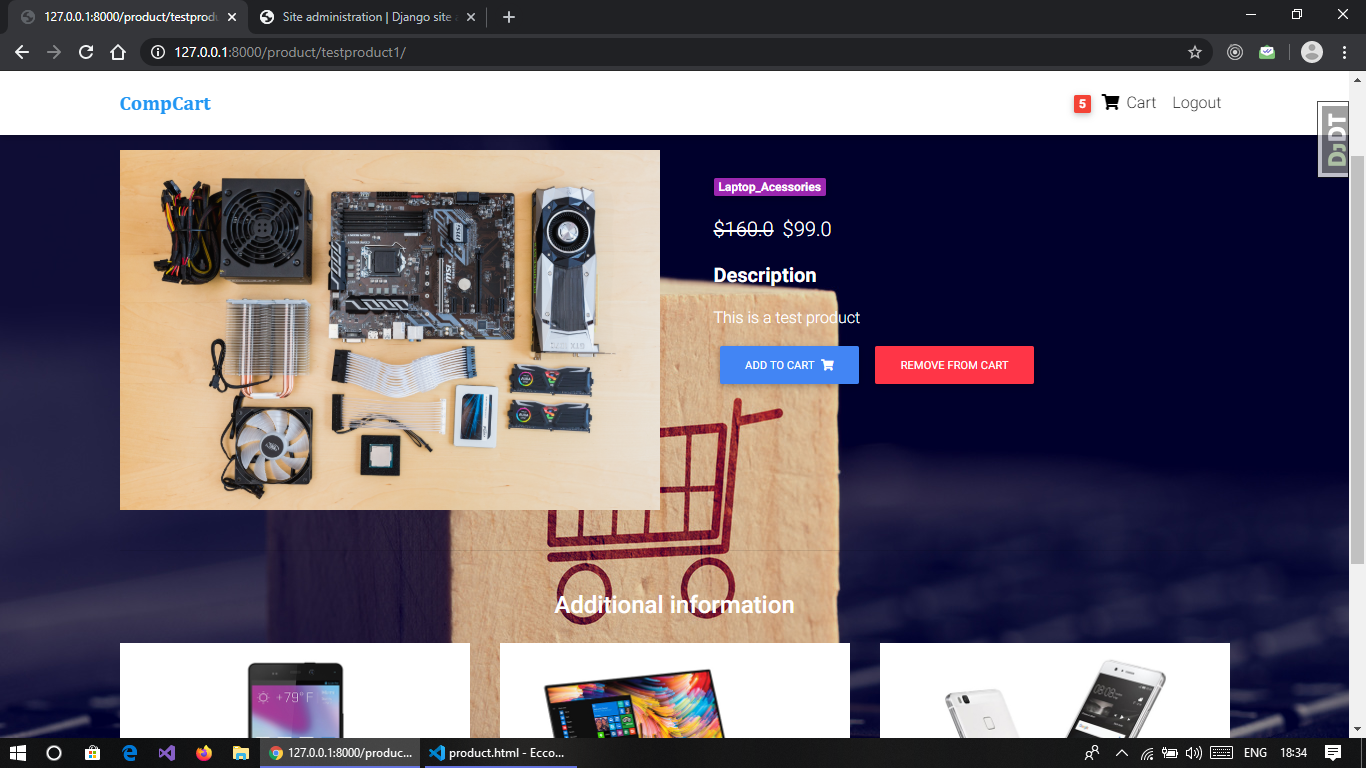 127.0.0.1:8000/product/testprodu
Site administration | Django site
127.0.0.1:8000/product/testproduct1/
CompCart
5 Cart Logout
DjDT
Laptop_Acessories
$160.0 $99.0
Description
This is a test product
ADD TO CART REMOVE FROM CART
Additional information
+79°F
08:08
127.0.0.1:8000/produc...
product.html - Ecco...
ENG 18:34